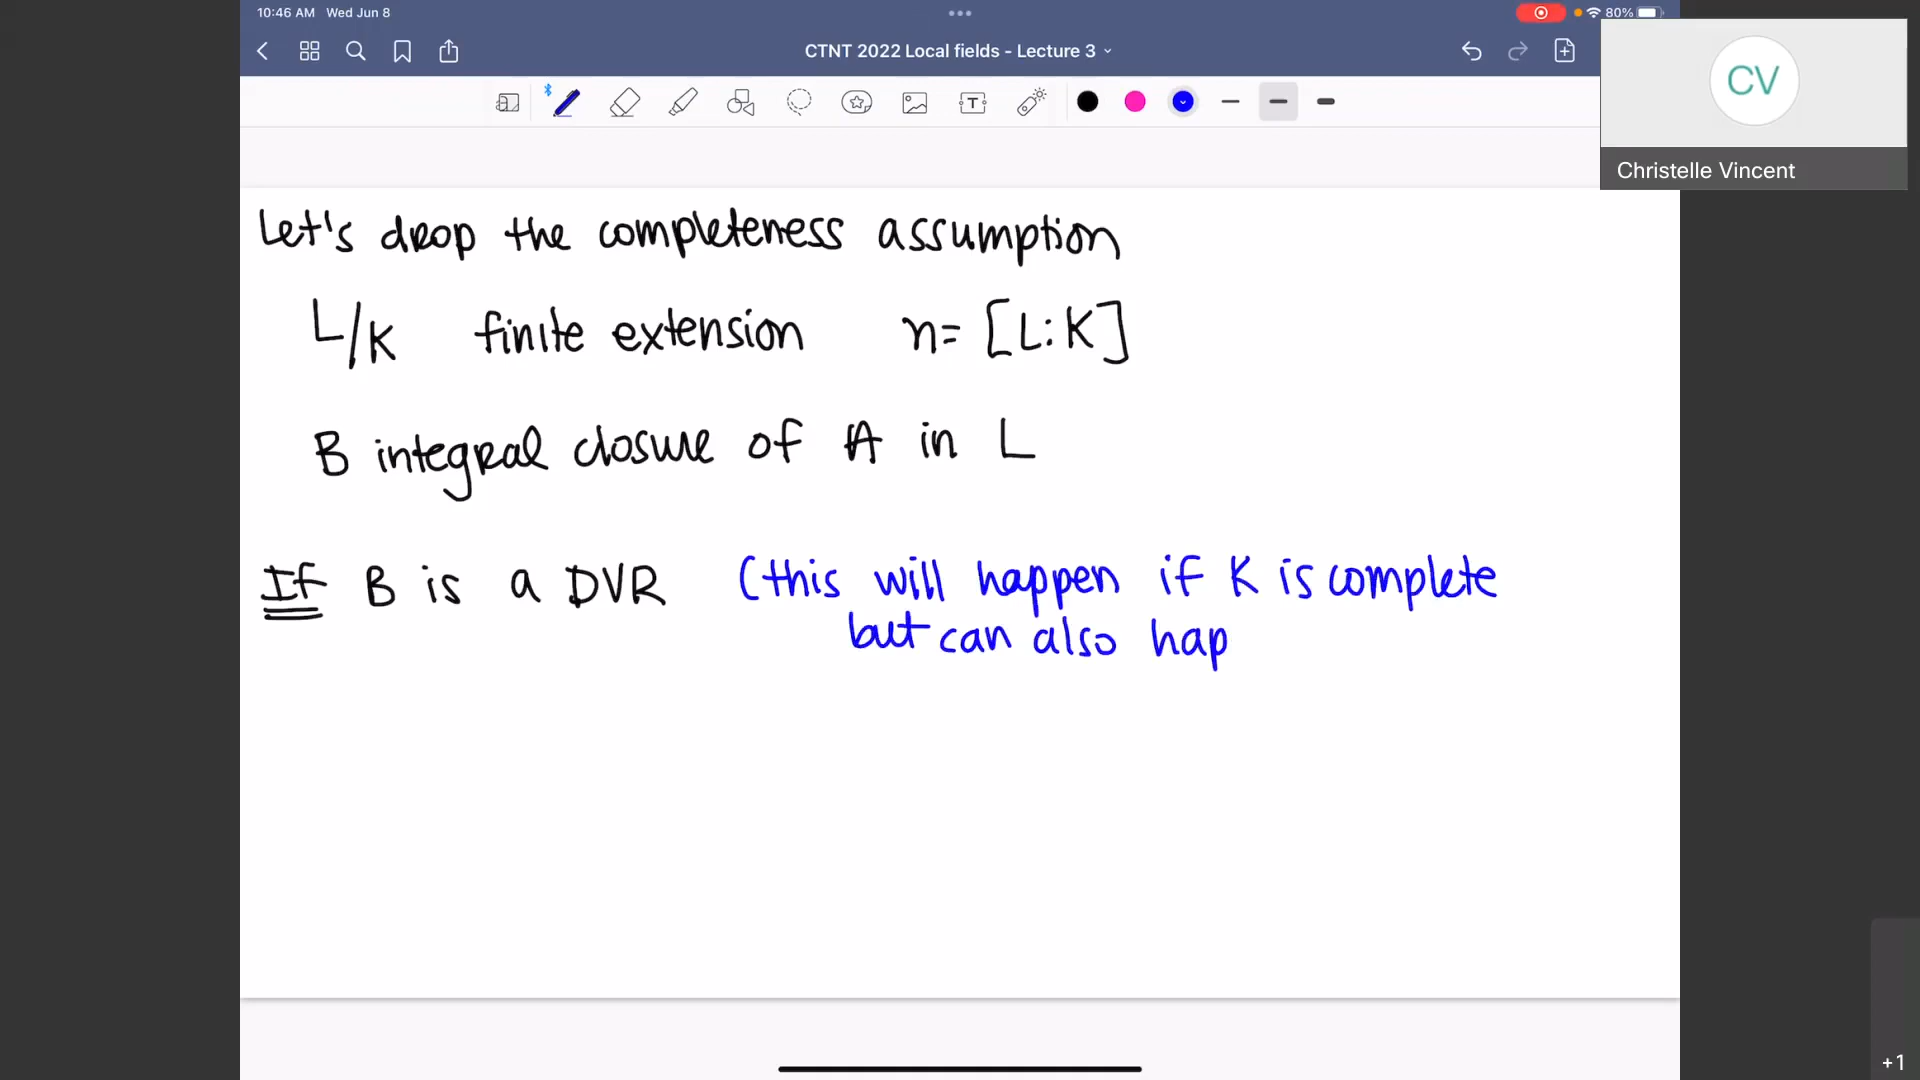 10:46 AM Wed Jun 8
80%
CTNT 2022 Local fields - Lecture 3
CV
Christelle Vincent
Let's drop the completeness assumption
L/K finite extension n= [L:K]
B integral closure of A in L
If B is a DVR (this will happen if K is complete
but can also hap
+1